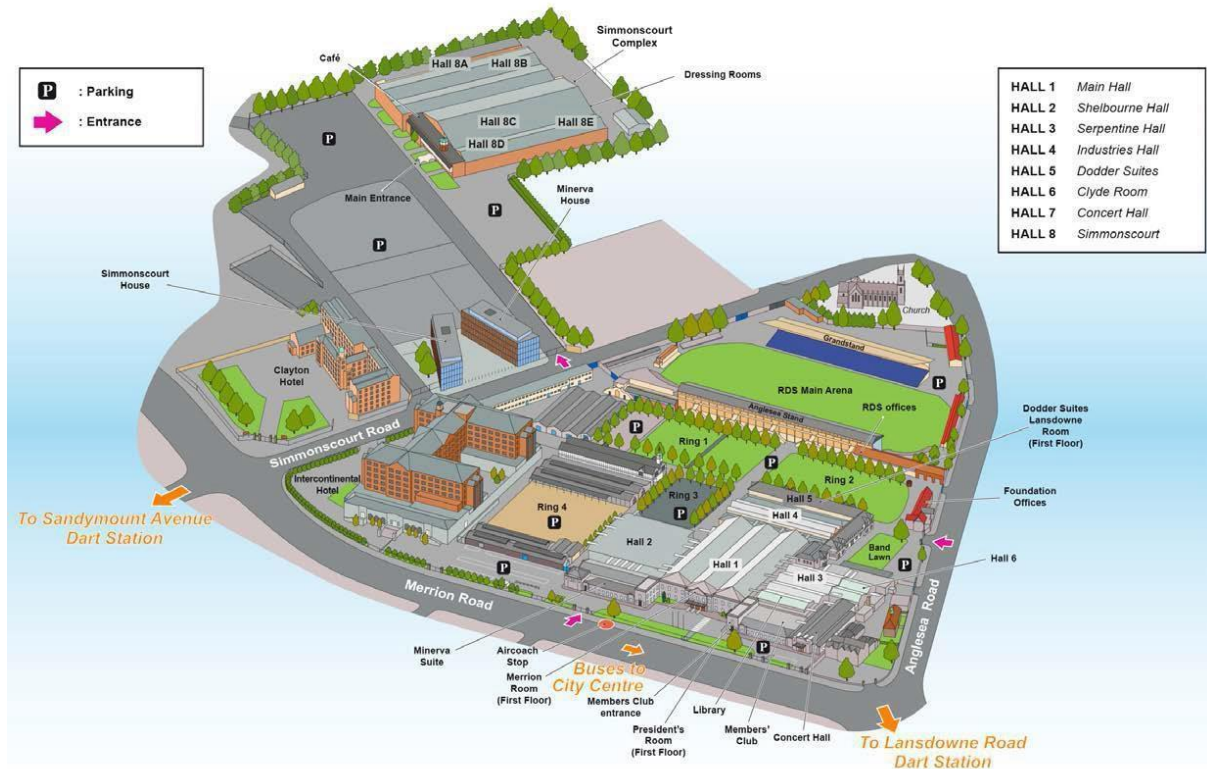 P : Parking
: Entrance
Simmonscourt
Complex
Café
Hall 8A
Hall 8B
Dressing Rooms
Hall 8C
Hall 8E
Hall 8D
P
Main Entrance
P
Minerva
House
P
HALL 1 Main Hall
HALL 2 Shelbourne Hall
HALL 3 Serpentine Hall
HALL 4 Industries Hall
HALL 5 Dodder Suites
HALL 6 Clyde Room
HALL 7 Concert Hall
HALL 8 Simmonscourt
Simmonscourt
House
Church
Grandstand
P
Clayton
Hotel
RDS Main Arena
Anglesea Stand
RDS offices
Dodder Suites
Lansdowne
Room
(First Floor)
Simmonscourt Road
P
Ring 1
P
Ring 2
Intercontinental
Hotel
Ring 3
P
Hall 5
Hall 4
Foundation
Offices
To Sandymount Avenue
Dart Station
Ring 4
P
Hall 2
Band
Lawn
P
Hall 6
Hall 1
Hall 3
P
Merrion Road
Anglesea Road
Minerva
Suite
Aircoach
Stop
Merrion
Room
(First Floor)
Buses to
City Centre
P
Members Club
entrance
Library
President's
Room
(First Floor)
Members'
Club
Concert Hall
To Lansdowne Road
Dart Station